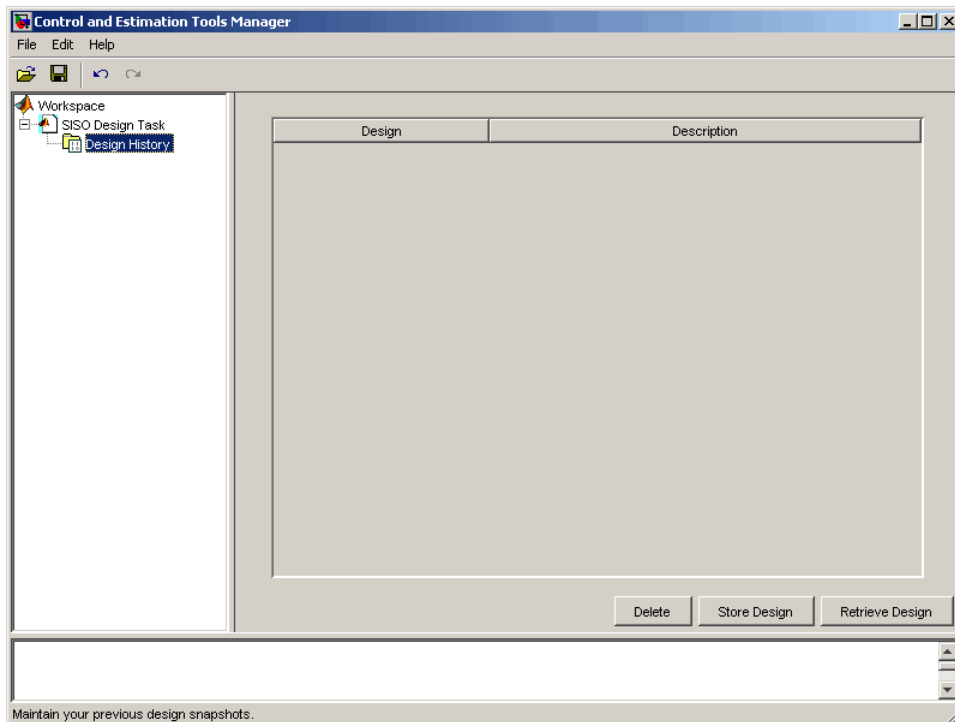 Control and Estimation Tools Manager
File Edit Help
Workspace
SISO Design Task
Design History
Design Description
Delete Store Design Retrieve Design
Maintain your previous design snapshots.